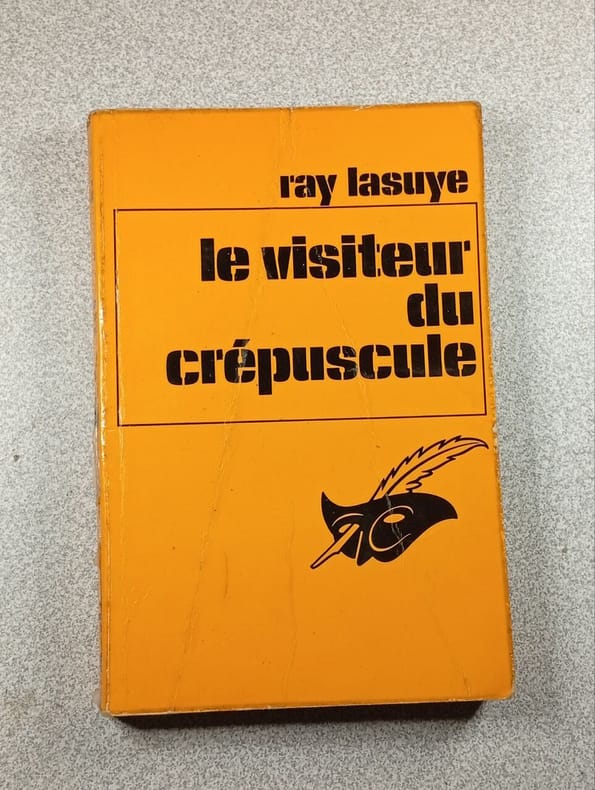 ray lasuye
le visiteur
du
crépuscule